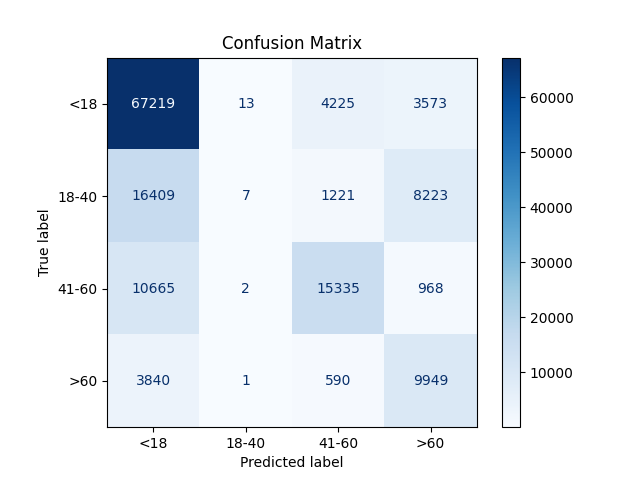 Confusion Matrix
<18 67219 13 4225 3573
60000
50000
18-40 16409 7 1221 8223
40000
True label
30000
41-60 10665 2 15335 968
20000
>60 3840 1 590 9949
10000
<18 18-40 41-60 >60
Predicted label